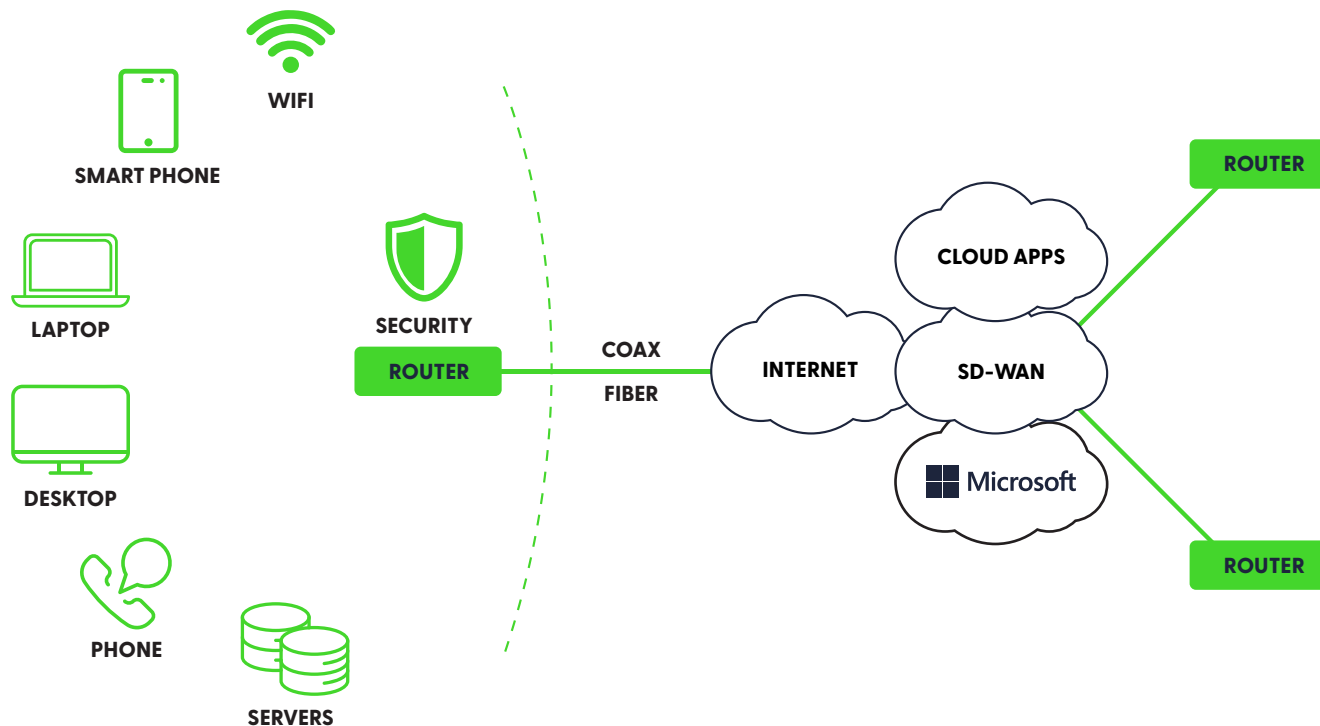 WIFI
SMART PHONE
ROUTER
CLOUD APPS
LAPTOP
SECURITY
COAX
ROUTER
INTERNET
SD-WAN
FIBER
Microsoft
DESKTOP
ROUTER
PHONE
SERVERS